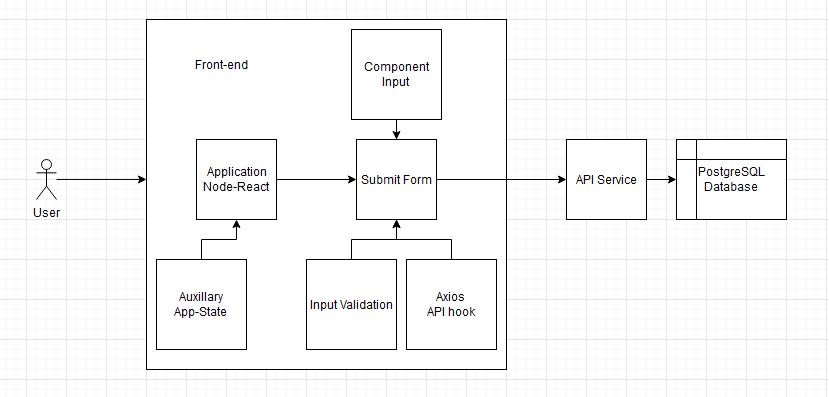 Front-end
Component
Input
Application
Node-React
Submit Form
API Service
PostgreSQL
Database
User
Auxillary
App-State
Input Validation
Axios
API hook